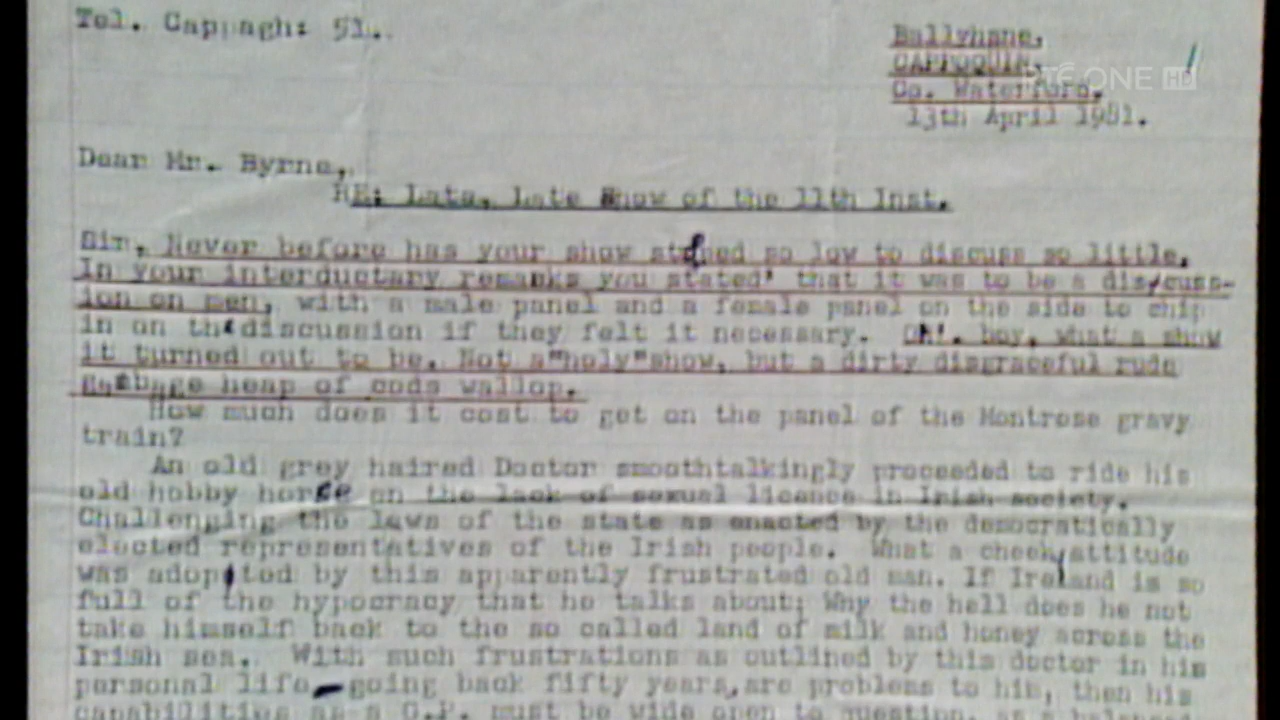 Tel. Cappagh: 51.
Ballyhane,
CAPPOQUIN,
RTÉ ONE HD
Co. Waterford.
13th April 1981.
Dear Mr. Byrne,
RE: Late, Late Show of the 11th Inst.
Sir, Never before has your show stooped so low to discuss so little.
In your interductary remarks you stated' that it was to be a discuss-
ion on men, with a male panel and a female panel on the side to chip
in on the discussion if they felt it necessary. Oh!. boy, what a show
it turned out to be. Not a"holy"show, but a dirty disgraceful rude
garbage heap of cods wallop.
How much does it cost to get on the panel of the Montrose gravy
train?
An old grey haired Doctor smoothtalkingly proceeded to ride his
old hobby horse on the lack of sexual licence in Irish society.
Challenging the laws of the state as enacted by the democratically
elected representatives of the Irish people. What a cheeky attitude
was adopted by this apparently frustrated old man. If Ireland is so
full of the hypocracy that he talks about; Why the hell does he not
take himself back to the so called land of milk and honey across the
Irish sea. With such frustrations as outlined by this doctor in his
personal life going back fifty years, are problems to him, then his
capabilities as a G.P. must be wide open to question, as a